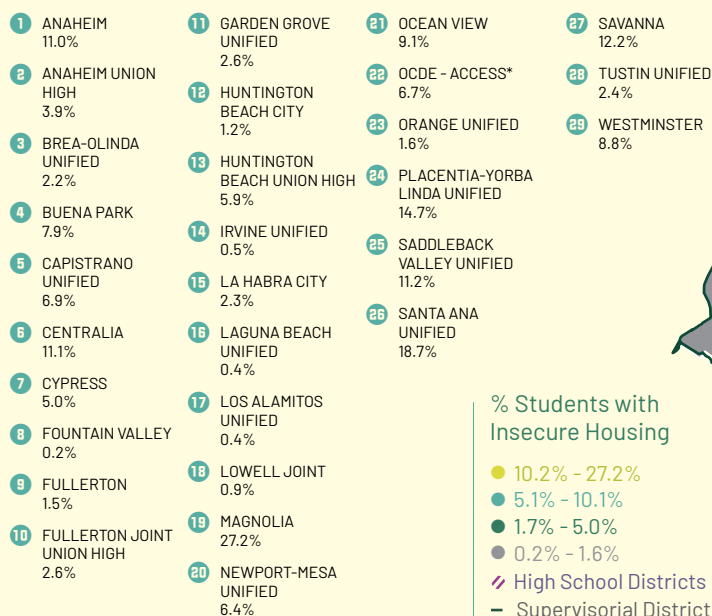 1 ANAHEIM
11.0%
2 ANAHEIM UNION
HIGH
3.9%
3 BREA-OLINDA
UNIFIED
2.2%
4 BUENA PARK
7.9%
5 CAPISTRANO
UNIFIED
6.9%
6 CENTRALIA
11.1%
7 CYPRESS
5.0%
8 FOUNTAIN VALLEY
0.2%
9 FULLERTON
1.5%
10 FULLERTON JOINT
UNION HIGH
2.6%
11 GARDEN GROVE
UNIFIED
2.6%
12 HUNTINGTON
BEACH CITY
1.2%
13 HUNTINGTON
BEACH UNION HIGH
5.9%
14 IRVINE UNIFIED
0.5%
15 LA HABRA CITY
2.3%
16 LAGUNA BEACH
UNIFIED
0.4%
17 LOS ALAMITOS
UNIFIED
0.4%
18 LOWELL JOINT
0.9%
19 MAGNOLIA
27.2%
20 NEWPORT-MESA
UNIFIED
6.4%
21 OCEAN VIEW
9.1%
22 OCDE - ACCESS*
6.7%
23 ORANGE UNIFIED
1.6%
24 PLACENTIA-YORBA
LINDA UNIFIED
14.7%
25 SADDLEBACK
VALLEY UNIFIED
11.2%
26 SANTA ANA
UNIFIED
18.7%
27 SAVANNA
12.2%
28 TUSTIN UNIFIED
2.4%
29 WESTMINSTER
8.8%
% Students with
Insecure Housing
10.2% - 27.2%
5.1% - 10.1%
1.7% - 5.0%
0.2% - 1.6%
High School Districts
Supervisorial District